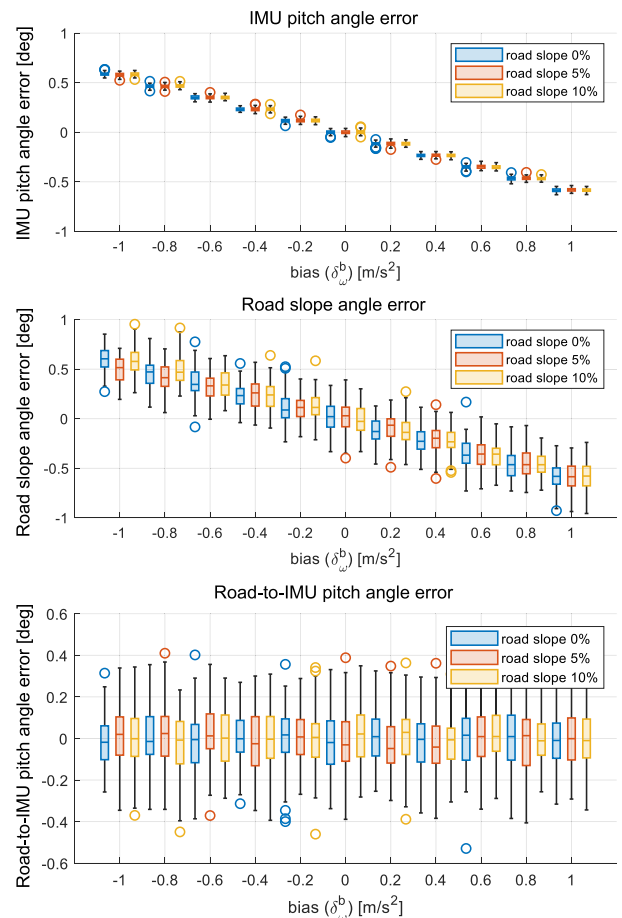 IMU pitch angle error
IMU pitch angle error [deg]
1
0.5
0
-0.5
-1
road slope 0%
road slope 5%
road slope 10%
-1 -0.8 -0.6 -0.4 -0.2 0 0.2 0.4 0.6 0.8 1
bias (δᵇω) [m/s²]
Road slope angle error
Road slope angle error [deg]
1
0.5
0
-0.5
-1
road slope 0%
road slope 5%
road slope 10%
-1 -0.8 -0.6 -0.4 -0.2 0 0.2 0.4 0.6 0.8 1
bias (δᵇω) [m/s²]
Road-to-IMU pitch angle error
Road-to-IMU pitch angle error [deg]
0.6
0.4
0.2
0
-0.2
-0.4
-0.6
road slope 0%
road slope 5%
road slope 10%
-1 -0.8 -0.6 -0.4 -0.2 0 0.2 0.4 0.6 0.8 1
bias (δᵇω) [m/s²]